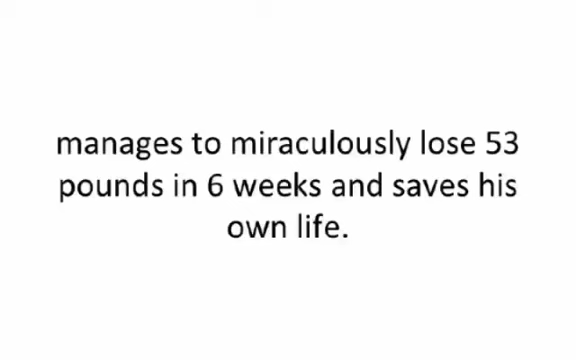 manages to miraculously lose 53
pounds in 6 weeks and saves his
own life.